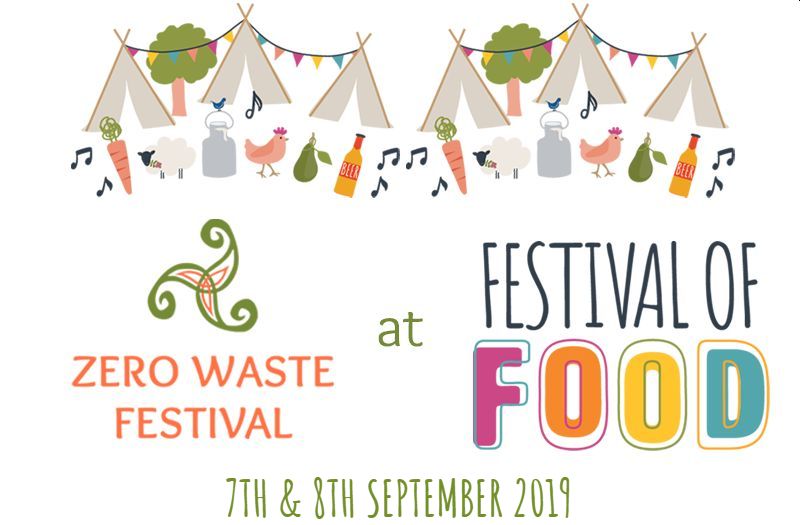 BEER
BEER
ZERO WASTE
FESTIVAL
at
FESTIVAL OF
FOOD
7TH & 8TH SEPTEMBER 2019